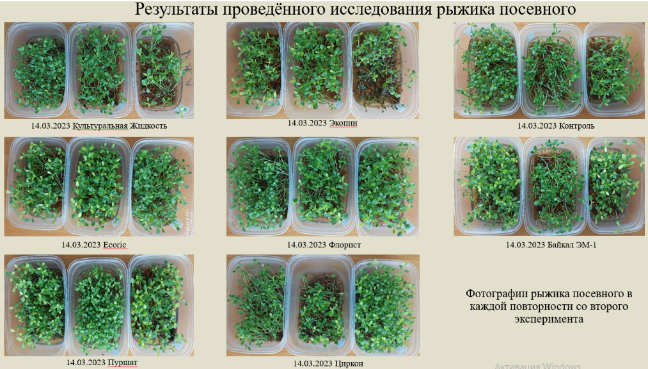 Результаты проведённого исследования рыжика посевного
14.03.2023 Культуральная Жидкость
14.03.2023 Экопин
14.03.2023 Контроль
14.03.2023 Ecoric
14.03.2023 Флорист
14.03.2023 Байкал ЭМ-1
14.03.2023 Пуршат
14.03.2023 Циркон
Фотографии рыжика посевного в
каждой повторности со второго
эксперимента
Активация Windows